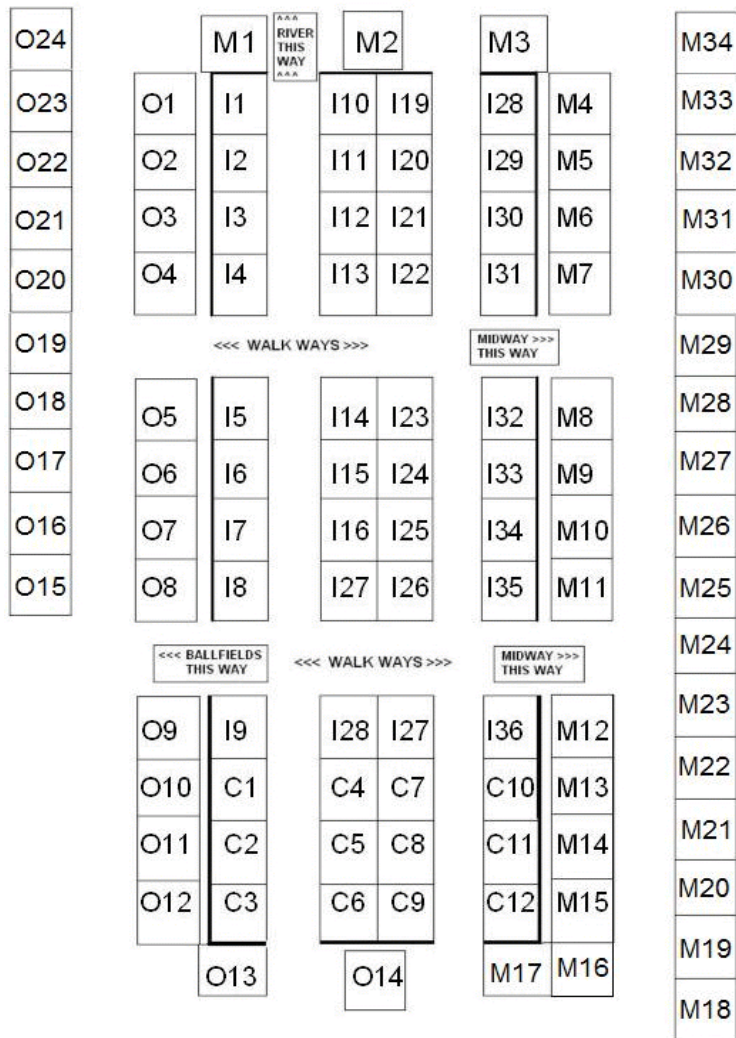 O24 M1 ^^^ RIVER THIS WAY ^^^ M2 M3 M34
O23 O1 I1 I10 I19 I28 M4 M33
O22 O2 I2 I11 I20 I29 M5 M32
O21 O3 I3 I12 I21 I30 M6 M31
O20 O4 I4 I13 I22 I31 M7 M30
O19 <<< WALK WAYS >>> MIDWAY >>> THIS WAY M29
O18 O5 I5 I14 I23 I32 M8 M28
O17 O6 I6 I15 I24 I33 M9 M27
O16 O7 I7 I16 I25 I34 M10 M26
O15 O8 I8 I27 I26 I35 M11 M25
<<< BALLFIELDS THIS WAY <<< WALK WAYS >>> MIDWAY >>> THIS WAY M24
O9 I9 I28 I27 I36 M12 M23
O10 C1 C4 C7 C10 M13 M22
O11 C2 C5 C8 C11 M14 M21
O12 C3 C6 C9 C12 M15 M20
O13 O14 M17 M16 M19
M18